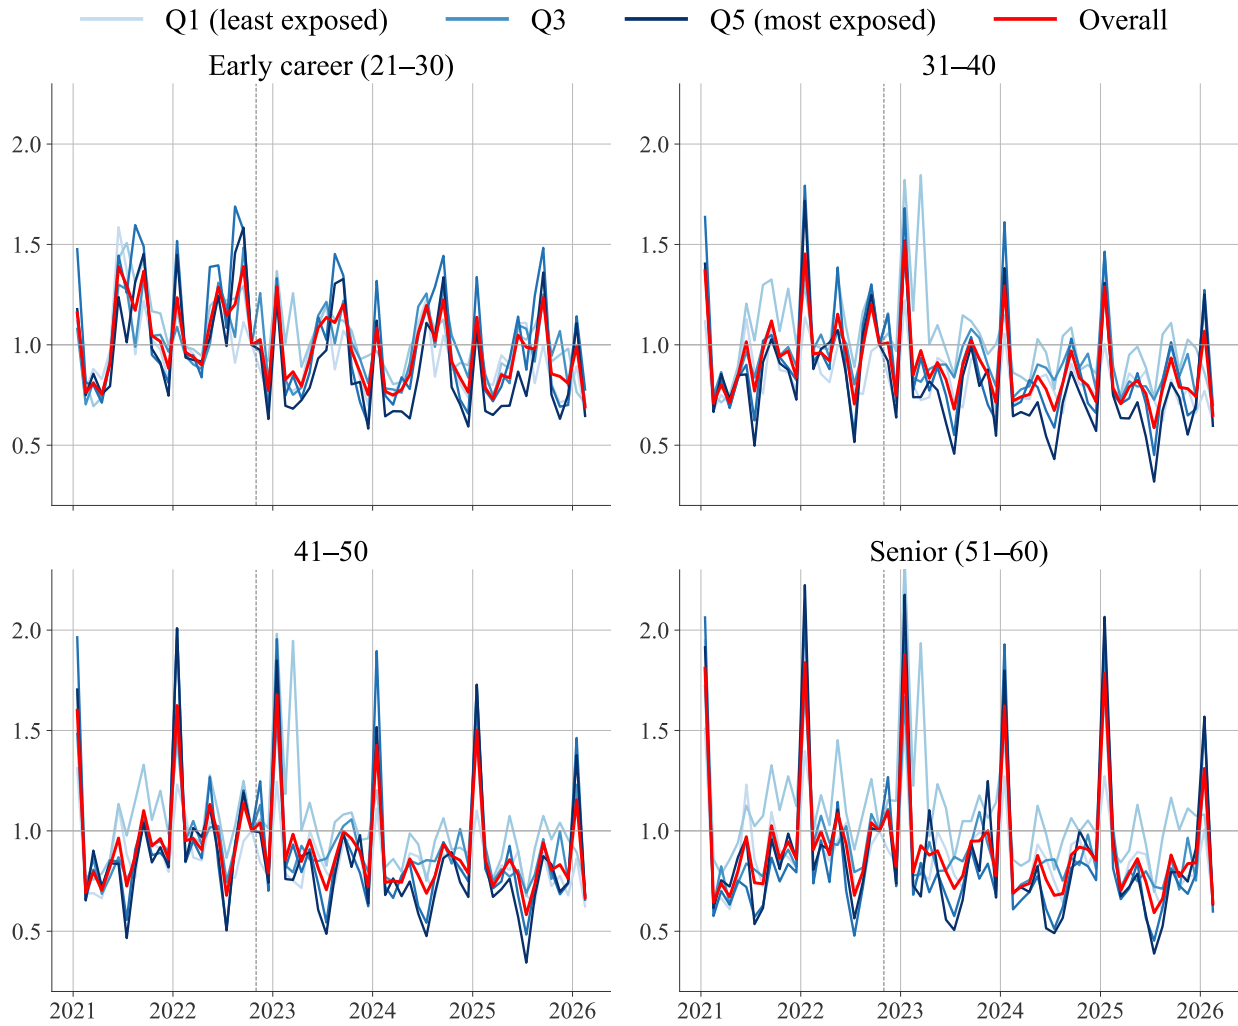 Q1 (least exposed) Q3 Q5 (most exposed) Overall
Early career (21–30) 31–40
2.0 2.0
1.5 1.5
1.0 1.0
0.5 0.5
41–50 Senior (51–60)
2.0 2.0
1.5 1.5
1.0 1.0
0.5 0.5
2021 2022 2023 2024 2025 2026 2021 2022 2023 2024 2025 2026